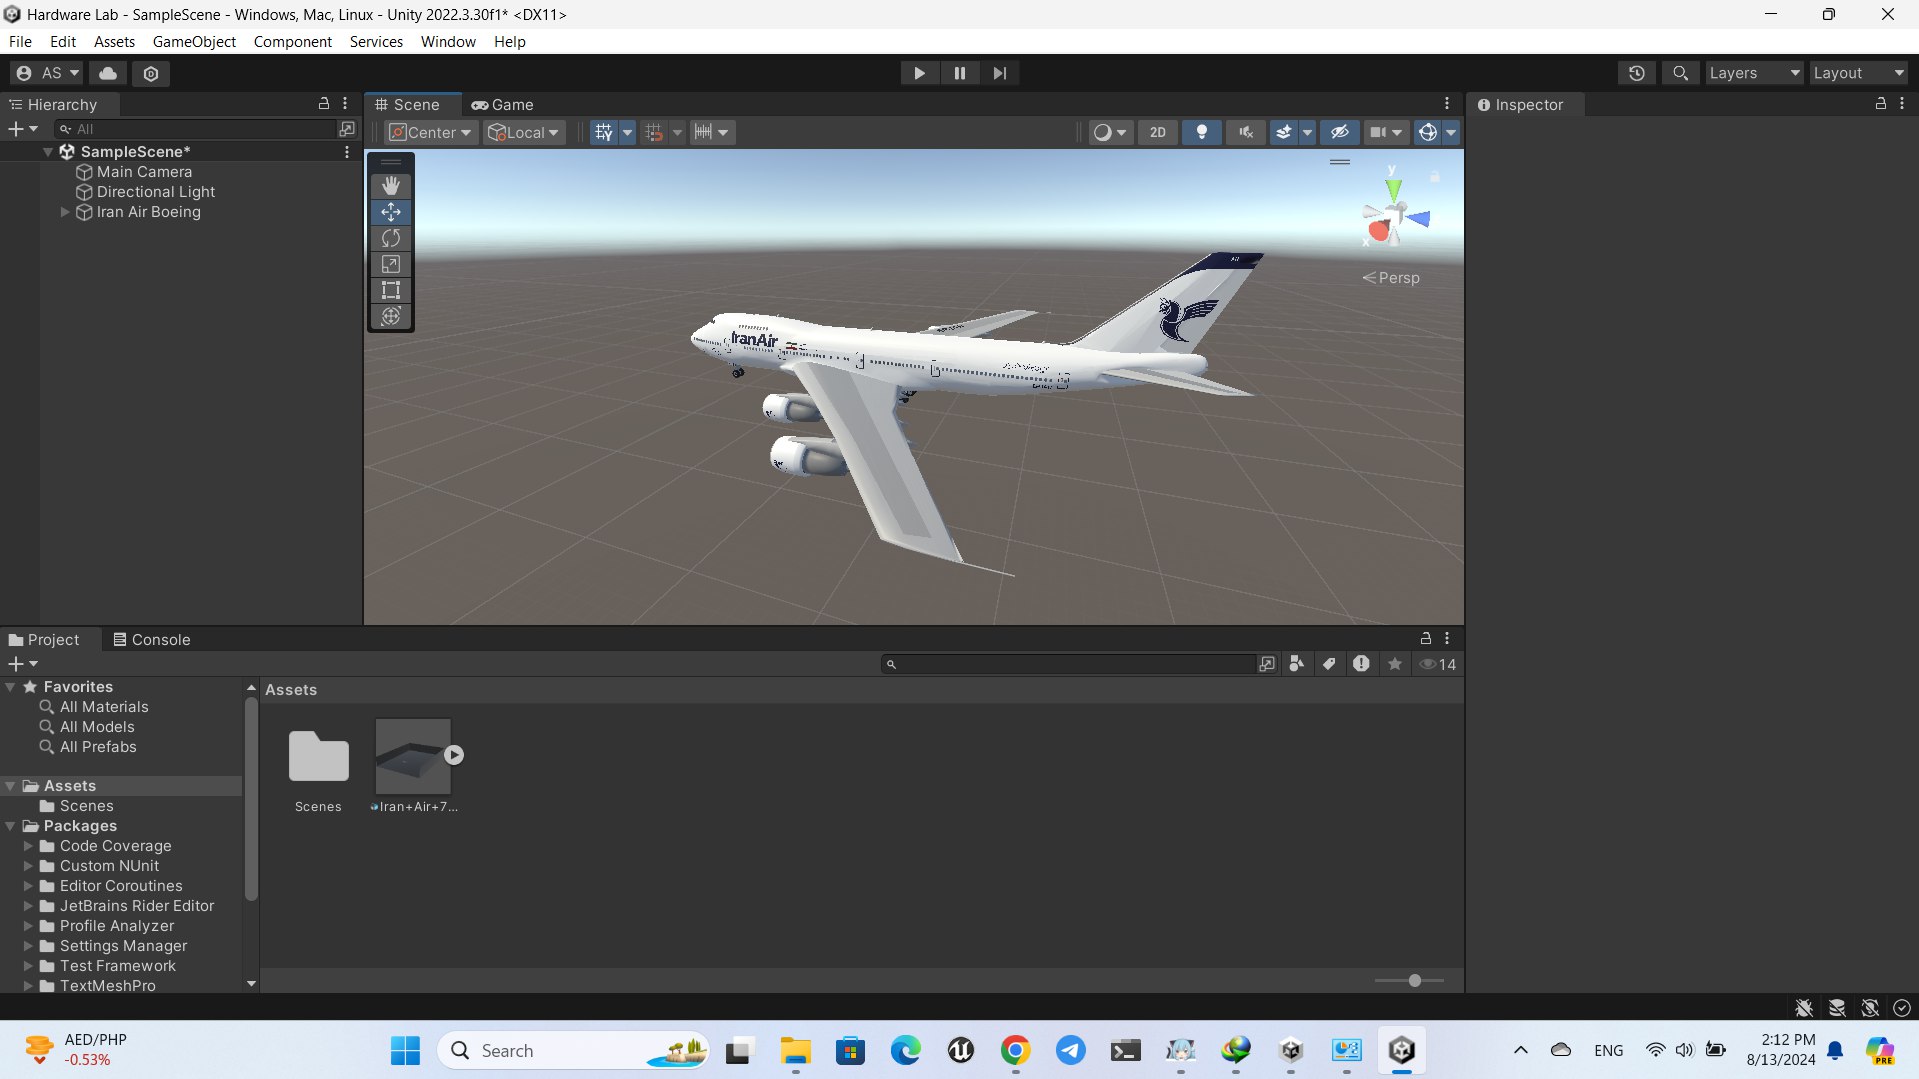 Hardware Lab - SampleScene - Windows, Mac, Linux - Unity 2022.3.30f1* <DX11>
File Edit Assets GameObject Component Services Window Help
AS
Layers
Layout
Hierarchy
Scene
Game
Inspector
All
Center
Local
2D
SampleScene*
Main Camera
Directional Light
Iran Air Boeing
y
x
Persp
IranAir
Project
Console
14
Favorites
All Materials
All Models
All Prefabs
Assets
Scenes
Packages
Code Coverage
Custom NUnit
Editor Coroutines
JetBrains Rider Editor
Profile Analyzer
Settings Manager
Test Framework
TextMeshPro
Assets
Scenes
Iran+Air+7...
AED/PHP
-0.53%
Search
ENG
2:12 PM
8/13/2024
PRE